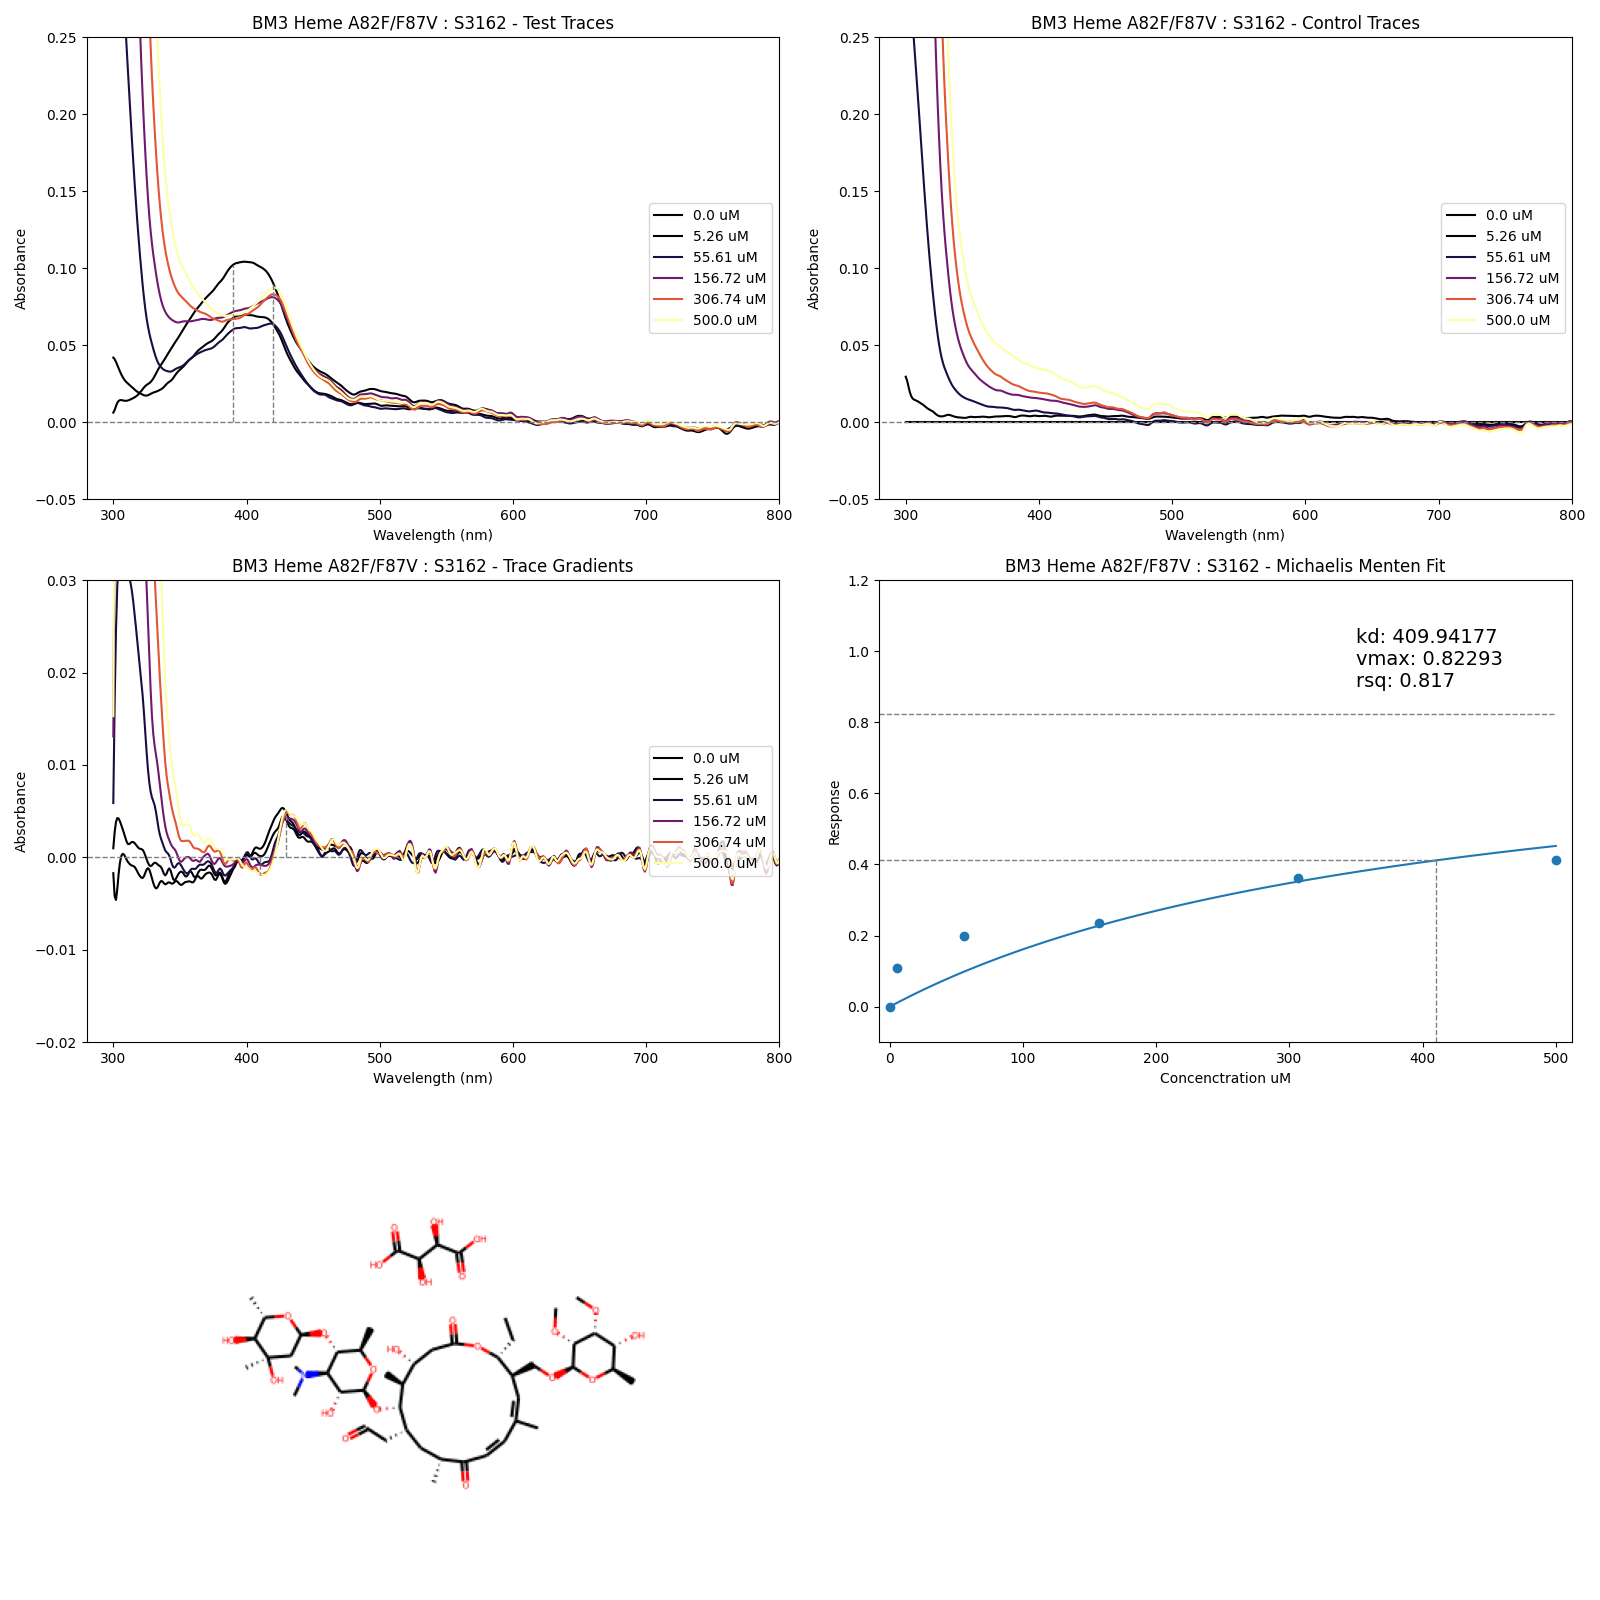 BM3 Heme A82F/F87V : S3162 - Test Traces
Absorbance
0.25
0.20
0.15
0.10
0.05
0.00
−0.05
300
400
500
600
700
800
Wavelength (nm)
0.0 uM
5.26 uM
55.61 uM
156.72 uM
306.74 uM
500.0 uM
BM3 Heme A82F/F87V : S3162 - Control Traces
Absorbance
0.25
0.20
0.15
0.10
0.05
0.00
−0.05
300
400
500
600
700
800
Wavelength (nm)
0.0 uM
5.26 uM
55.61 uM
156.72 uM
306.74 uM
500.0 uM
BM3 Heme A82F/F87V : S3162 - Trace Gradients
Absorbance
0.03
0.02
0.01
0.00
−0.01
−0.02
300
400
500
600
700
800
Wavelength (nm)
0.0 uM
5.26 uM
55.61 uM
156.72 uM
306.74 uM
500.0 uM
BM3 Heme A82F/F87V : S3162 - Michaelis Menten Fit
Response
1.2
1.0
0.8
0.6
0.4
0.2
0.0
0
100
200
300
400
500
Concenctration uM
kd: 409.94177
vmax: 0.82293
rsq: 0.817
O
OH
OH
HO
OH
O
O
HO
O
OH
N
O
HO
O
O
HO
O
O
O
O
O
O
O
OH
O